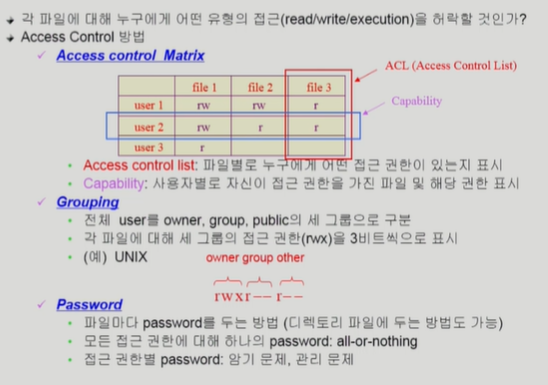 각 파일에 대해 누구에게 어떤 유형의 접근(read/write/execution)을 허락할 것인가?
Access Control 방법
Access control Matrix
ACL (Access Control List)
file 1 file 2 file 3
user 1 rw rw r
Capability
user 2 rw r r
user 3 r
Access control list: 파일별로 누구에게 어떤 접근 권한이 있는지 표시
Capability: 사용자별로 자신이 접근 권한을 가진 파일 및 해당 권한 표시
Grouping
전체 user를 owner, group, public의 세 그룹으로 구분
각 파일에 대해 세 그룹의 접근 권한(rwx)을 3비트씩으로 표시
(예) UNIX
owner group other
rwxr--r--
Password
파일마다 password를 두는 방법 (디렉토리 파일에 두는 방법도 가능)
모든 접근 권한에 대해 하나의 password: all-or-nothing
접근 권한별 password: 암기 문제, 관리 문제